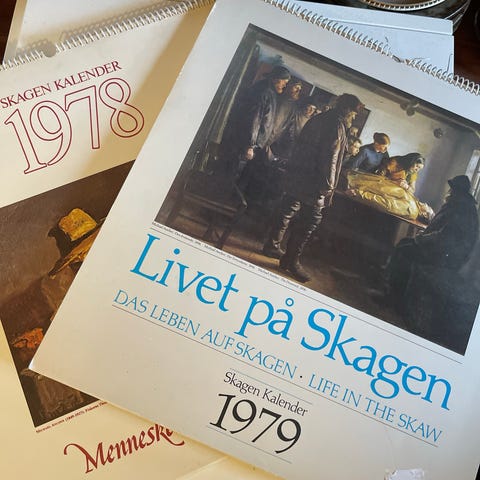 SKAGEN KALENDER
1978
Menneske
Livet på Skagen
DAS LEBEN AUF SKAGEN · LIFE IN THE SKAW
Skagen Kalender
1979